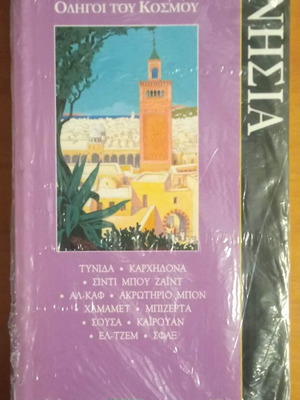 ΟΔΗΓΟΙ ΤΟΥ ΚΟΣΜΟΥ
ΝΗΣΙΑ
ΤΥΝΙΔΑ • ΚΑΡΧΗΔΟΝΑ
• ΣΙΝΤΙ ΜΠΟΥ ΖΑΪΝΤ
• ΑΛ-ΚΑΦ • ΑΚΡΩΤΗΡΙΟ ΜΠΟΝ
ΧΑΜΑΜΕΤ • ΜΠΙΖΕΡΤΑ
• ΣΟΥΣΑ • ΚΑΪΡΟΥΑΝ
• ΕΛ-ΤΖΕΜ • ΣΦΑΞ